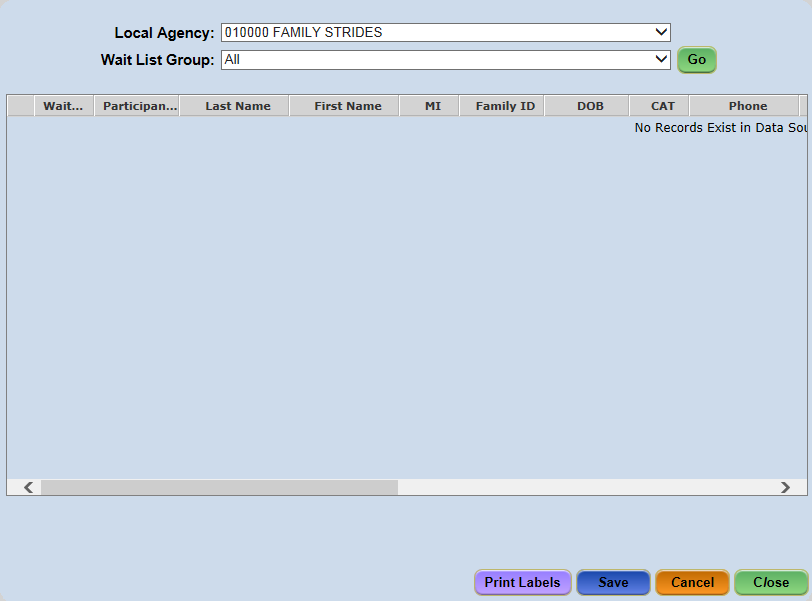 Local Agency: 010000 FAMILY STRIDES
Wait List Group: All Go
Wait... Participan... Last Name First Name MI Family ID DOB CAT Phone
No Records Exist in Data Sou
Print Labels Save Cancel Close